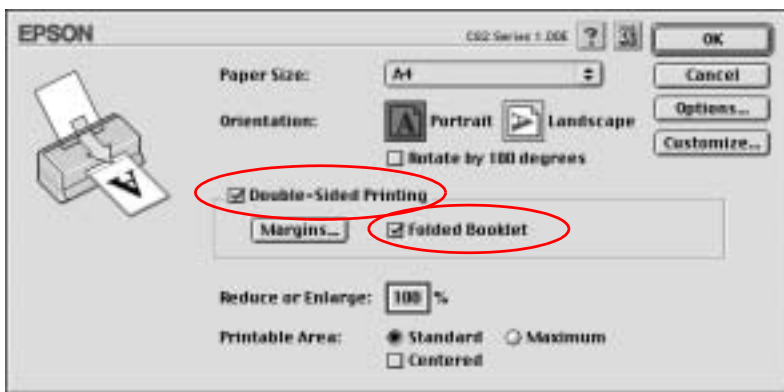 EPSON
C82 Series 1.00E ?
OK
Paper Size: A4
Cancel
Orientation: A Portrait A Landscape
Options...
Rotate by 180 degrees
Customize...
A
Double-Sided Printing
Margins... Folded Booklet
Reduce or Enlarge: 100 %
Printable Area: Standard Maximum
Centered